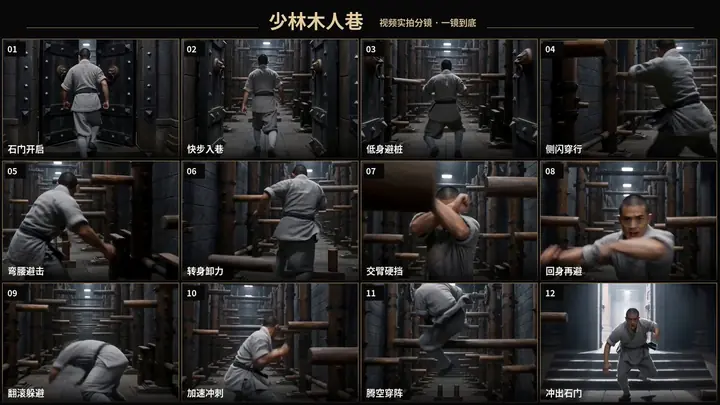 少林木人巷
视频实拍分镜 · 一镜到底
01
石门开启
02
快步入巷
03
低身避桩
04
侧闪穿行
05
弯腰避击
06
转身卸力
07
交臂硬挡
08
回身再避
09
翻滚躲避
10
加速冲刺
11
腾空穿阵
12
冲出石门